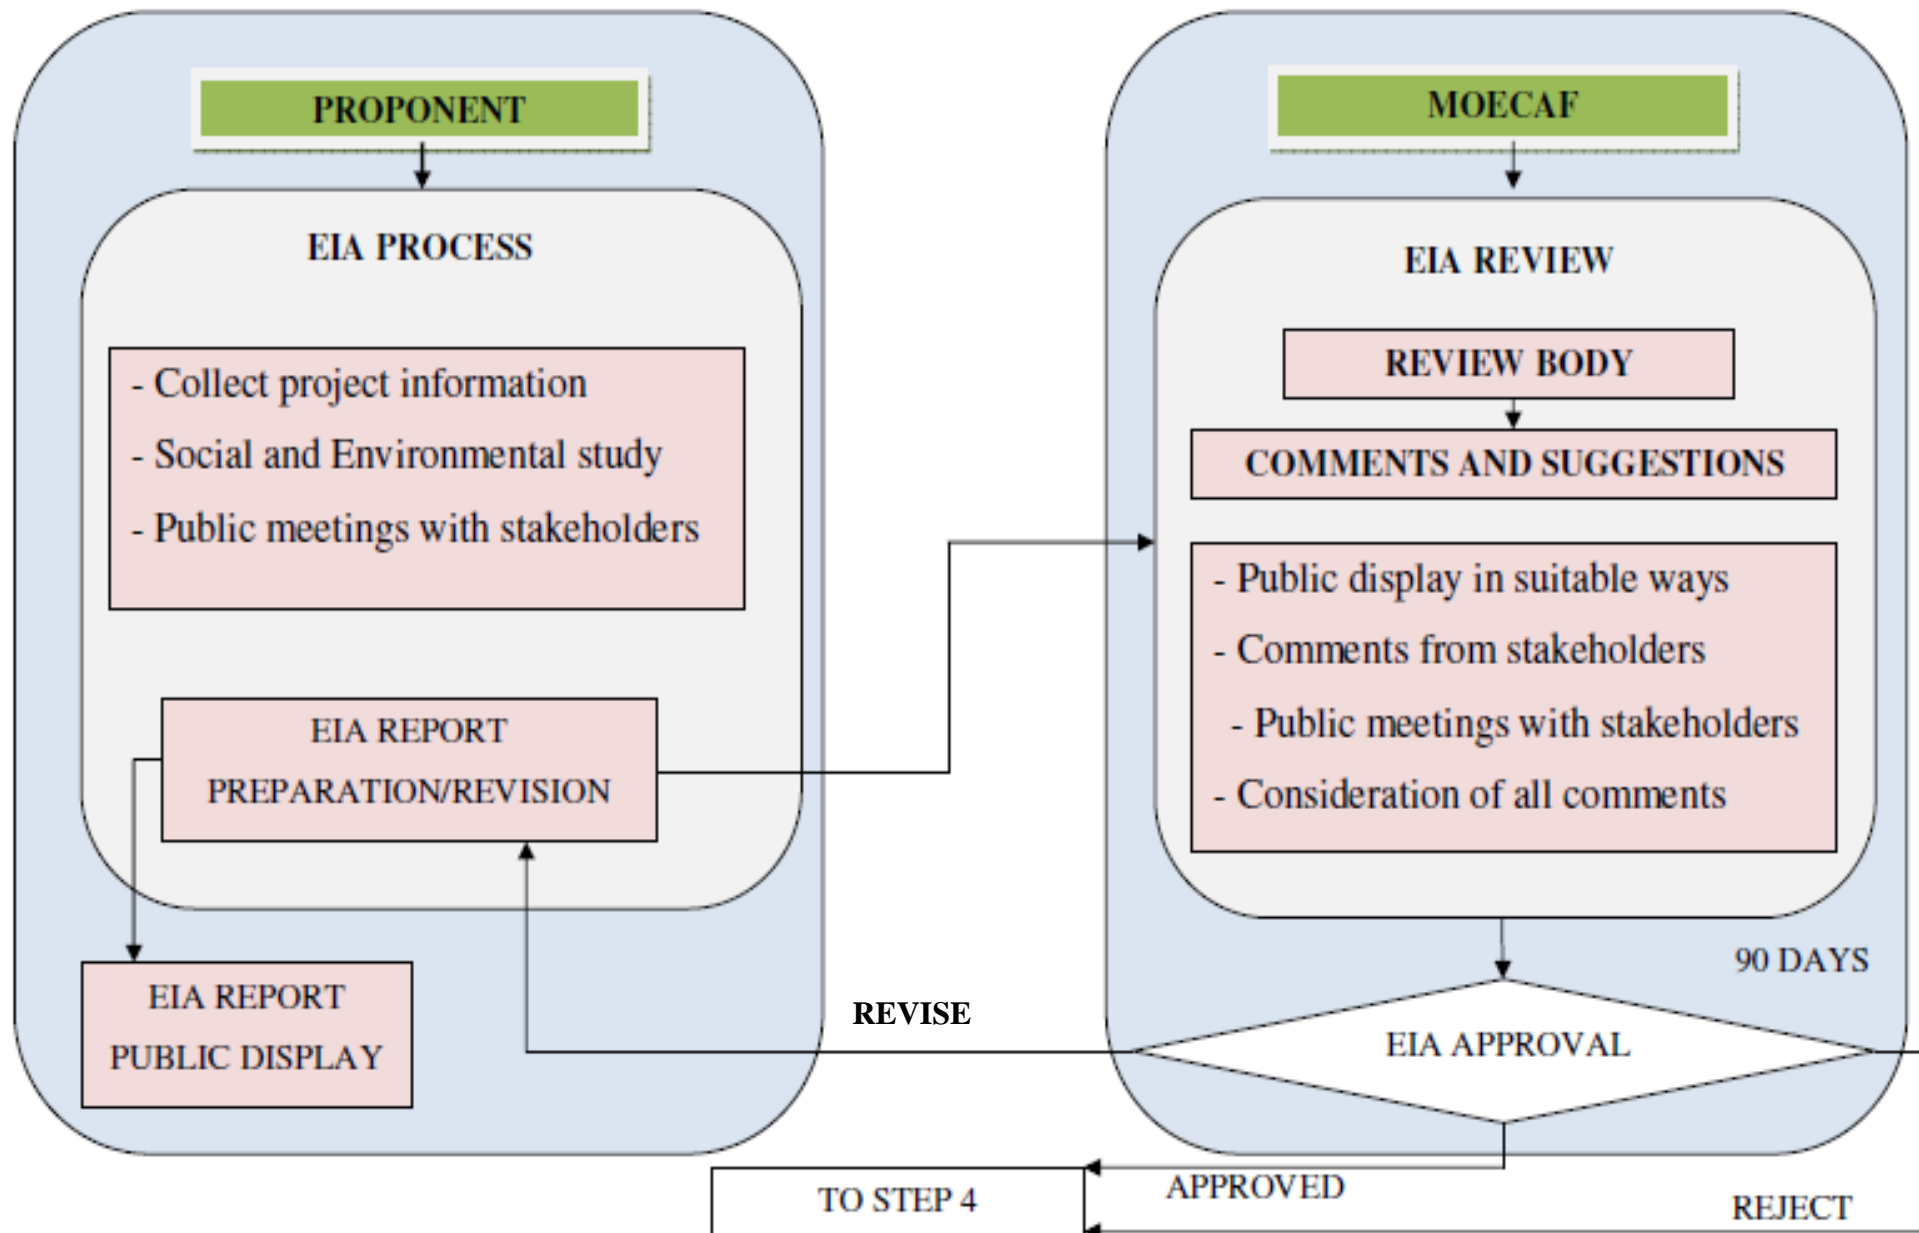 PROPONENT
EIA PROCESS
- Collect project information
- Social and Environmental study
- Public meetings with stakeholders
EIA REPORT
PREPARATION/REVISION
EIA REPORT
PUBLIC DISPLAY
MOECAF
EIA REVIEW
REVIEW BODY
COMMENTS AND SUGGESTIONS
- Public display in suitable ways
- Comments from stakeholders
- Public meetings with stakeholders
- Consideration of all comments
90 DAYS
REVISE
EIA APPROVAL
APPROVED
TO STEP 4
REJECT